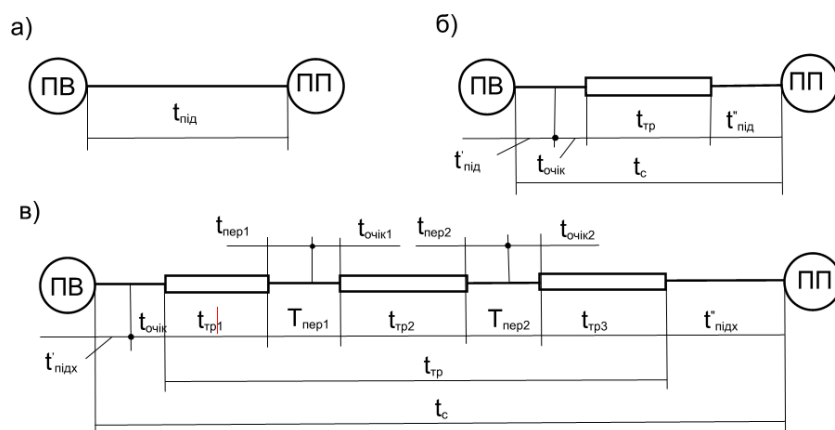 а)
ПВ
ПП
tпід
б)
ПВ
ПП
tтр
t"під
t'під
tочік
tс
в)
tпер1
tочік1
tпер2
tочік2
ПВ
ПП
tочік
tтр1
Tпер1
tтр2
Tпер2
tтр3
t"підх
t'підх
tтр
tс